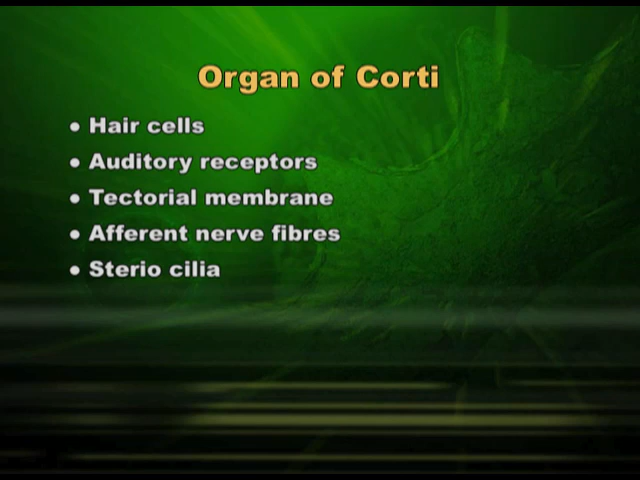 Organ of Corti
• Hair cells
• Auditory receptors
• Tectorial membrane
• Afferent nerve fibres
• Sterio cilia